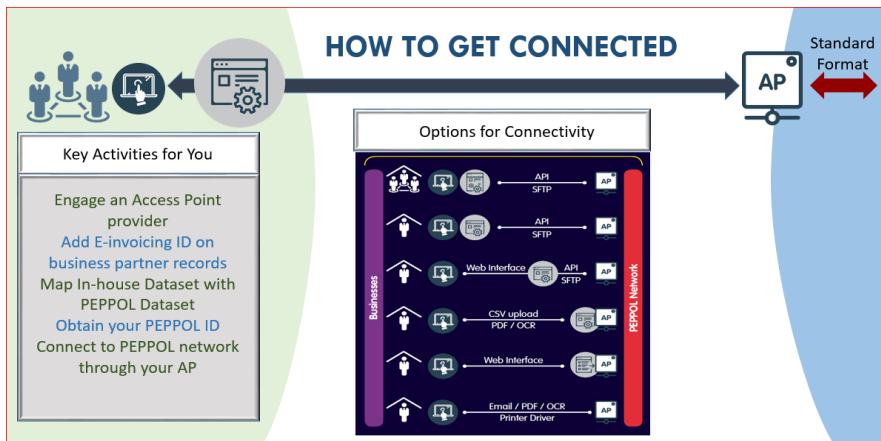 HOW TO GET CONNECTED
Standard
Format
AP
Key Activities for You
Engage an Access Point
provider
Add E-invoicing ID on
business partner records
Map In-house Dataset with
PEPPOL Dataset
Obtain your PEPPOL ID
Connect to PEPPOL network
through your AP
Options for Connectivity
Businesses
API
SFTP
AP
API
SFTP
AP
Web Interface
API
SFTP
AP
CSV upload
PDF / OCR
AP
Web Interface
AP
Email / PDF / OCR
Printer Driver
AP
PEPPOL Network